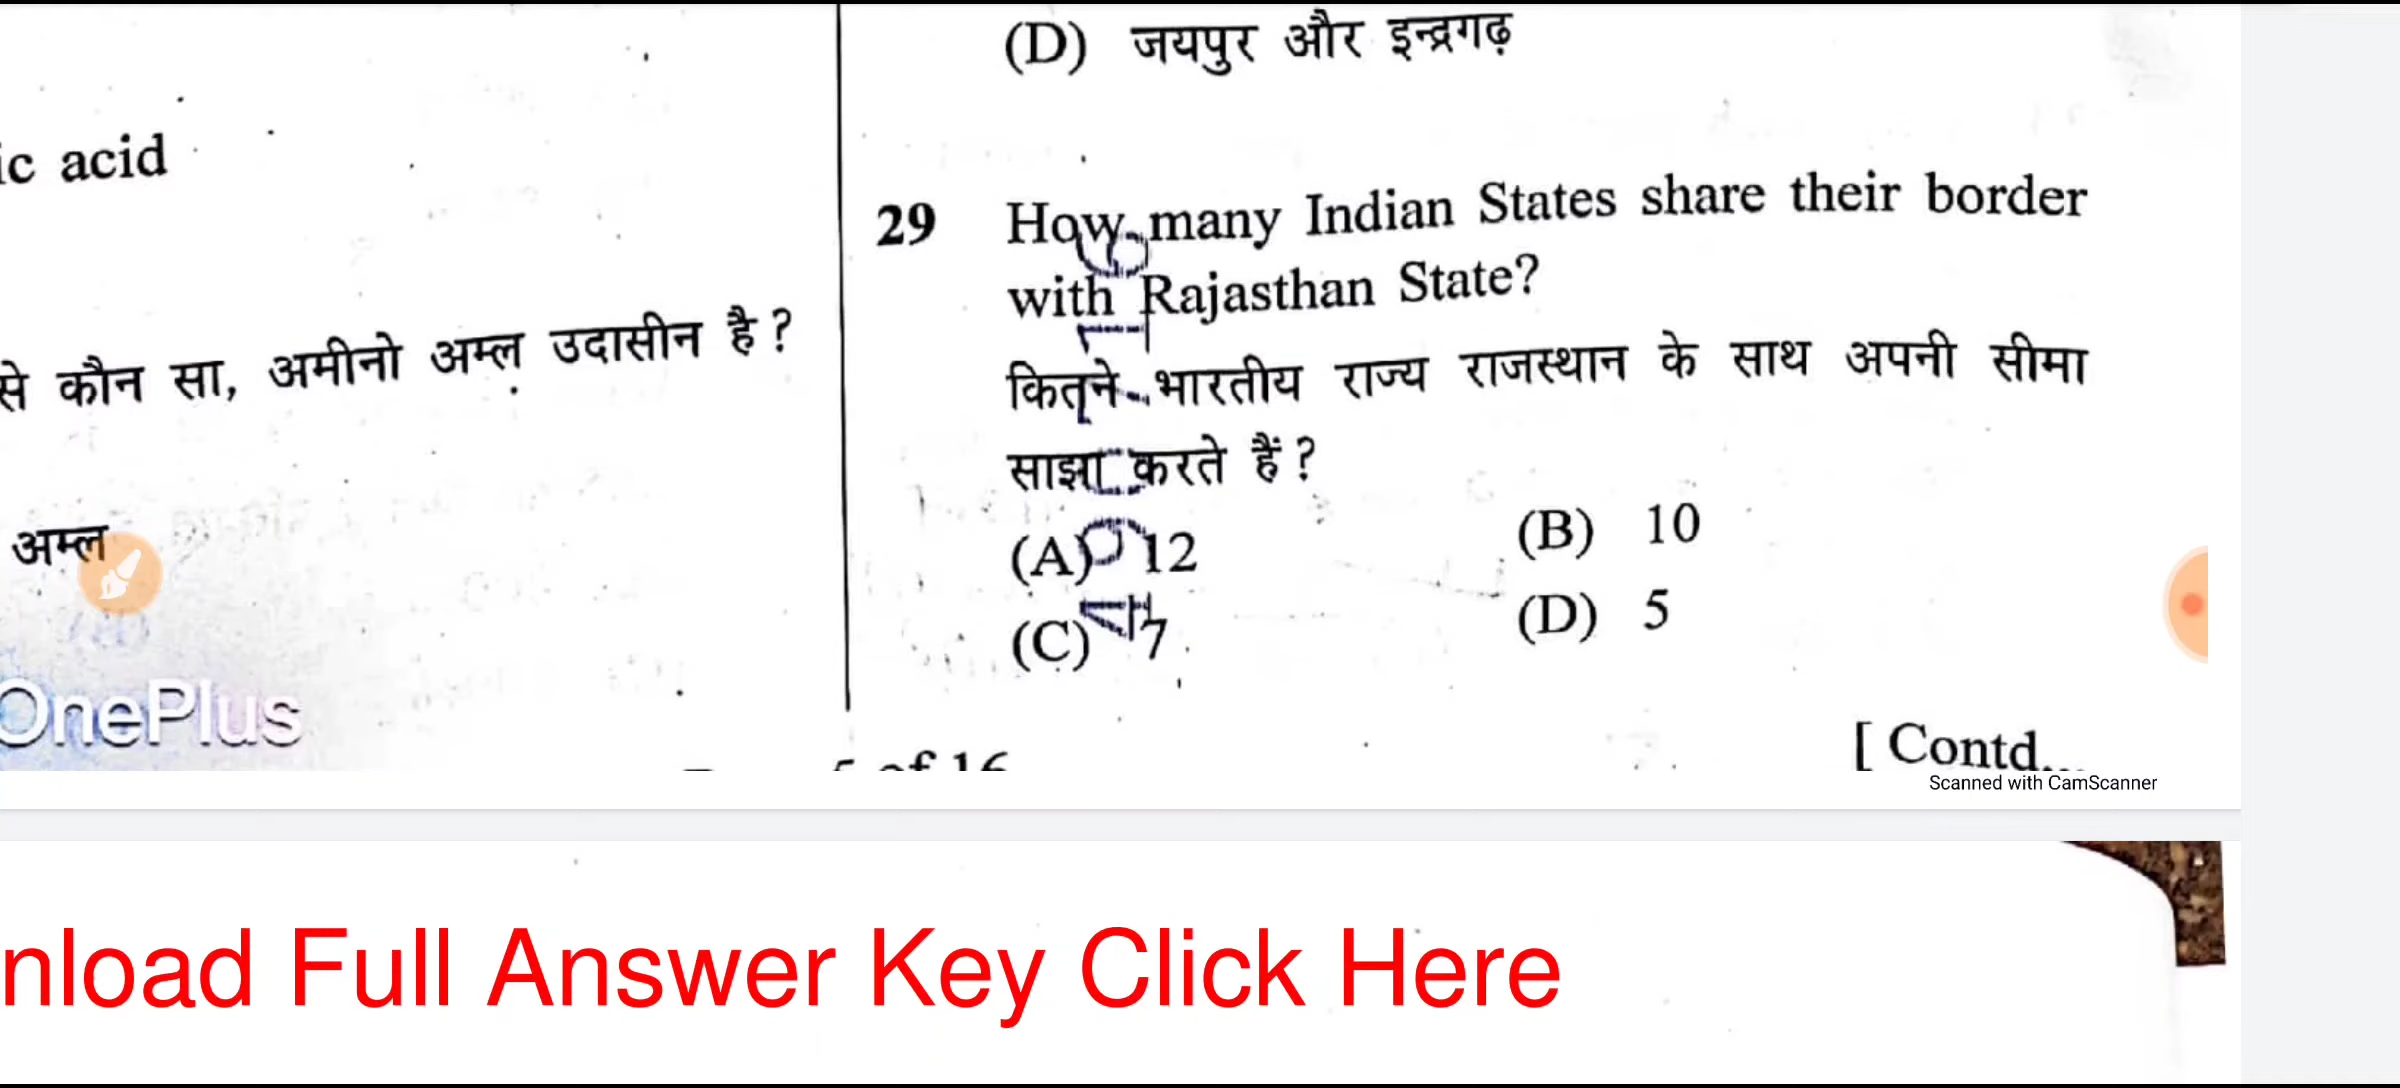 (D) जयपुर और इन्द्रगढ़
ic acid
से कौन सा, अमीनो अम्ल उदासीन है ?
अम्ल
OnePlus
29 How many Indian States share their border
with Rajasthan State?
कितने भारतीय राज्य राजस्थान के साथ अपनी सीमा
साझा करते हैं ?
(A) 12 (B) 10
(C) 7 (D) 5
[ Contd...
Scanned with CamScanner
nload Full Answer Key Click Here